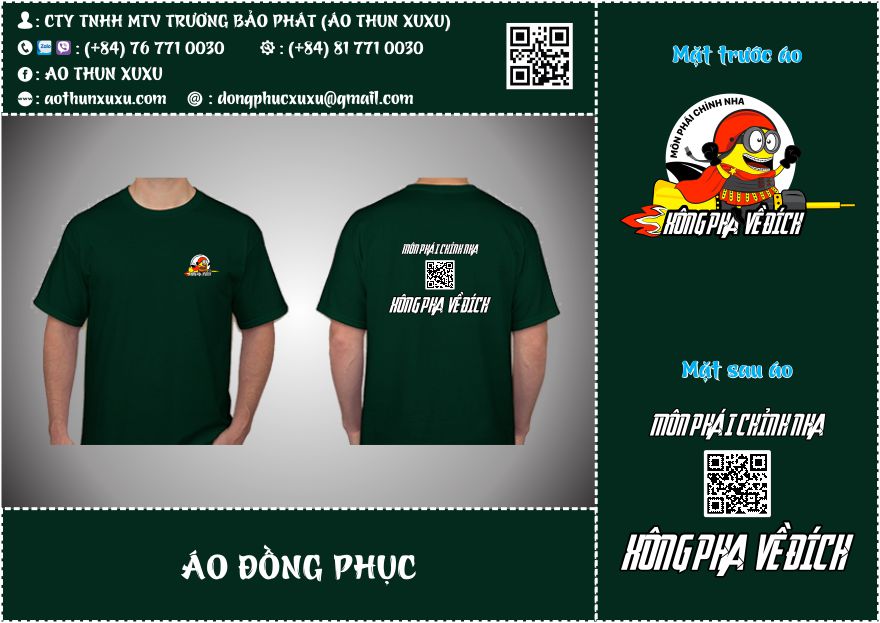 : CTY TNHH MTV TRƯƠNG BẢO PHÁT (ÁO THUN XUXU)
Zalo : (+84) 76 771 0030 : (+84) 81 771 0030
: AO THUN XUXU
www : aothunxuxu.com @ : dongphucxuxu@gmail.com
MÔN PHÁI CHỈNH NHA
XÔNG PHA VỀ ĐÍCH
ÁO ĐỒNG PHỤC
Mặt trước áo
MÔN PHÁI CHỈNH NHA
XÔNG PHA VỀ ĐÍCH
Mặt sau áo
MÔN PHÁI CHỈNH NHA
XÔNG PHA VỀ ĐÍCH